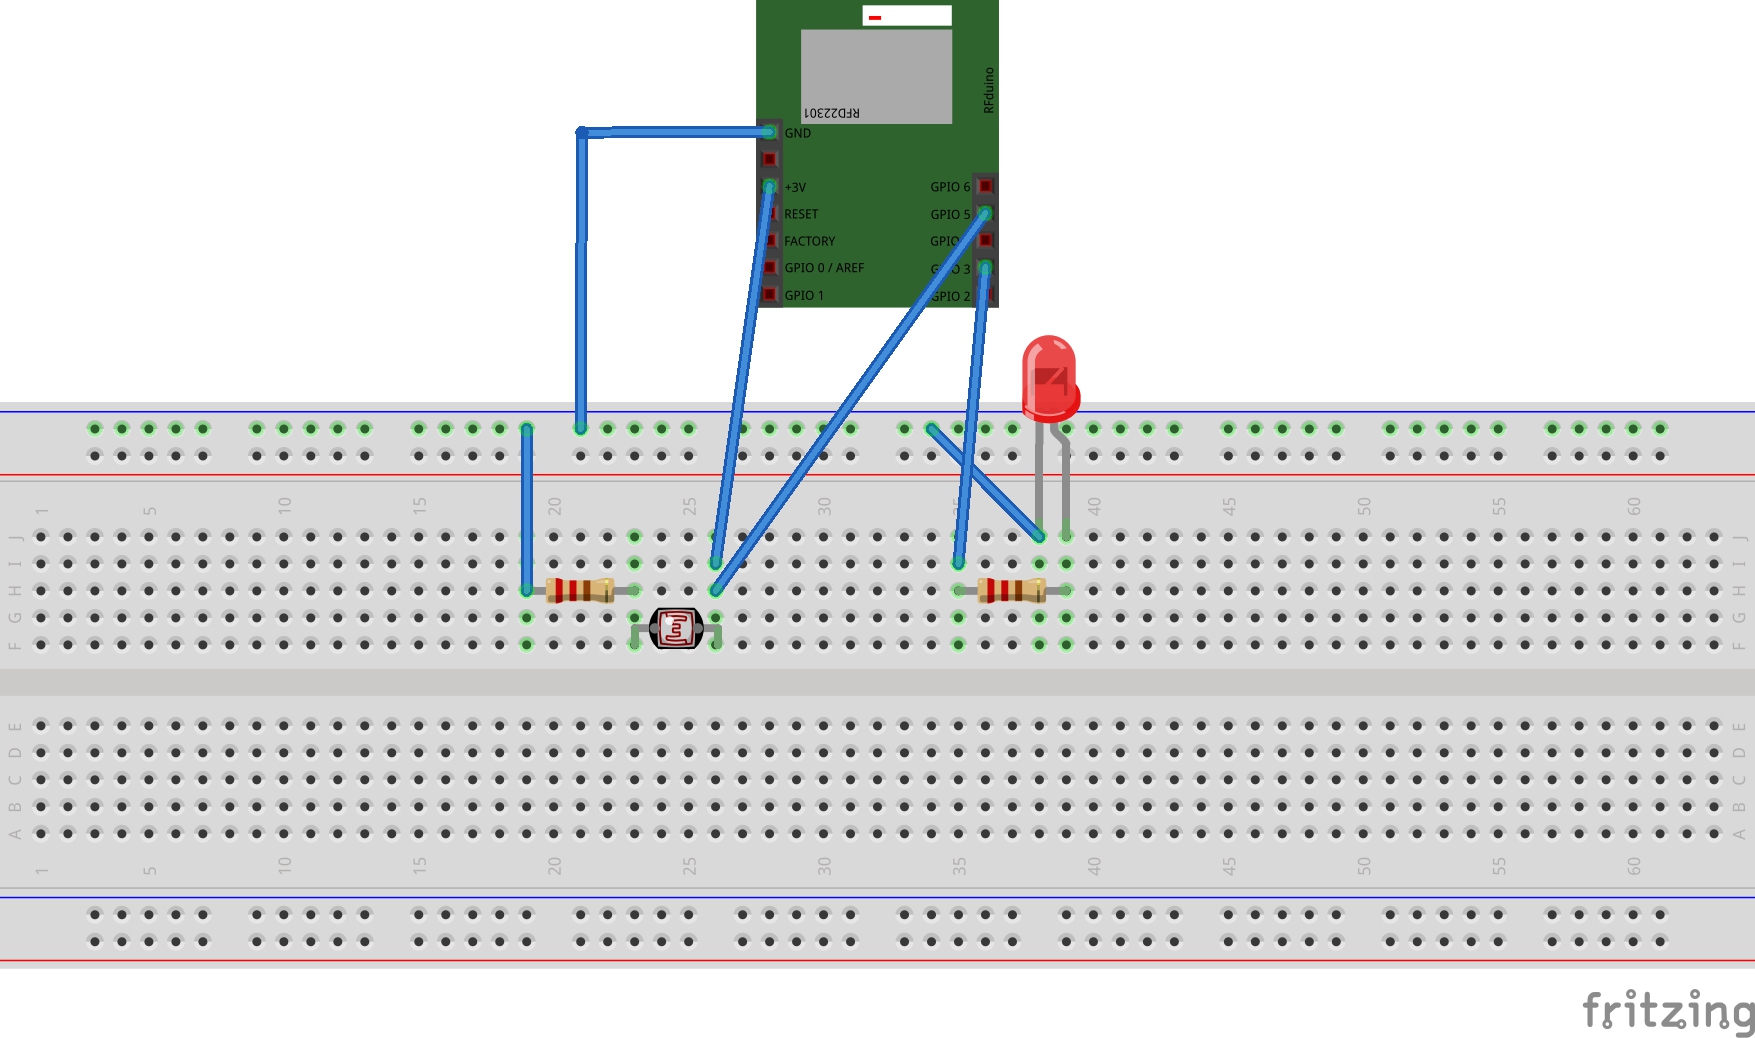 RFD22301
RFduino
GND
+3V
RESET
FACTORY
GPIO 0 / AREF
GPIO 1
GPIO 6
GPIO 5
GPIO
GPIO 3
GPIO 2
1 5 10 15 20 25 30 35 40 45 50 55 60
J J
I I
H H
G G
F F
E E
D D
C C
B B
A A
1 5 10 15 20 25 30 35 40 45 50 55 60
fritzing